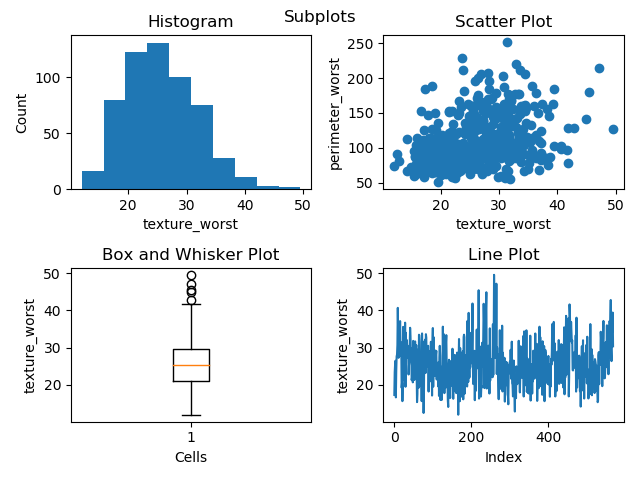 Subplots
Histogram
Count
100
50
0
20 30 40 50
texture_worst
Scatter Plot
perimeter_worst
250
200
150
100
50
20 30 40 50
texture_worst
Box and Whisker Plot
texture_worst
50
40
30
20
1
Cells
Line Plot
texture_worst
50
40
30
20
0 200 400
Index